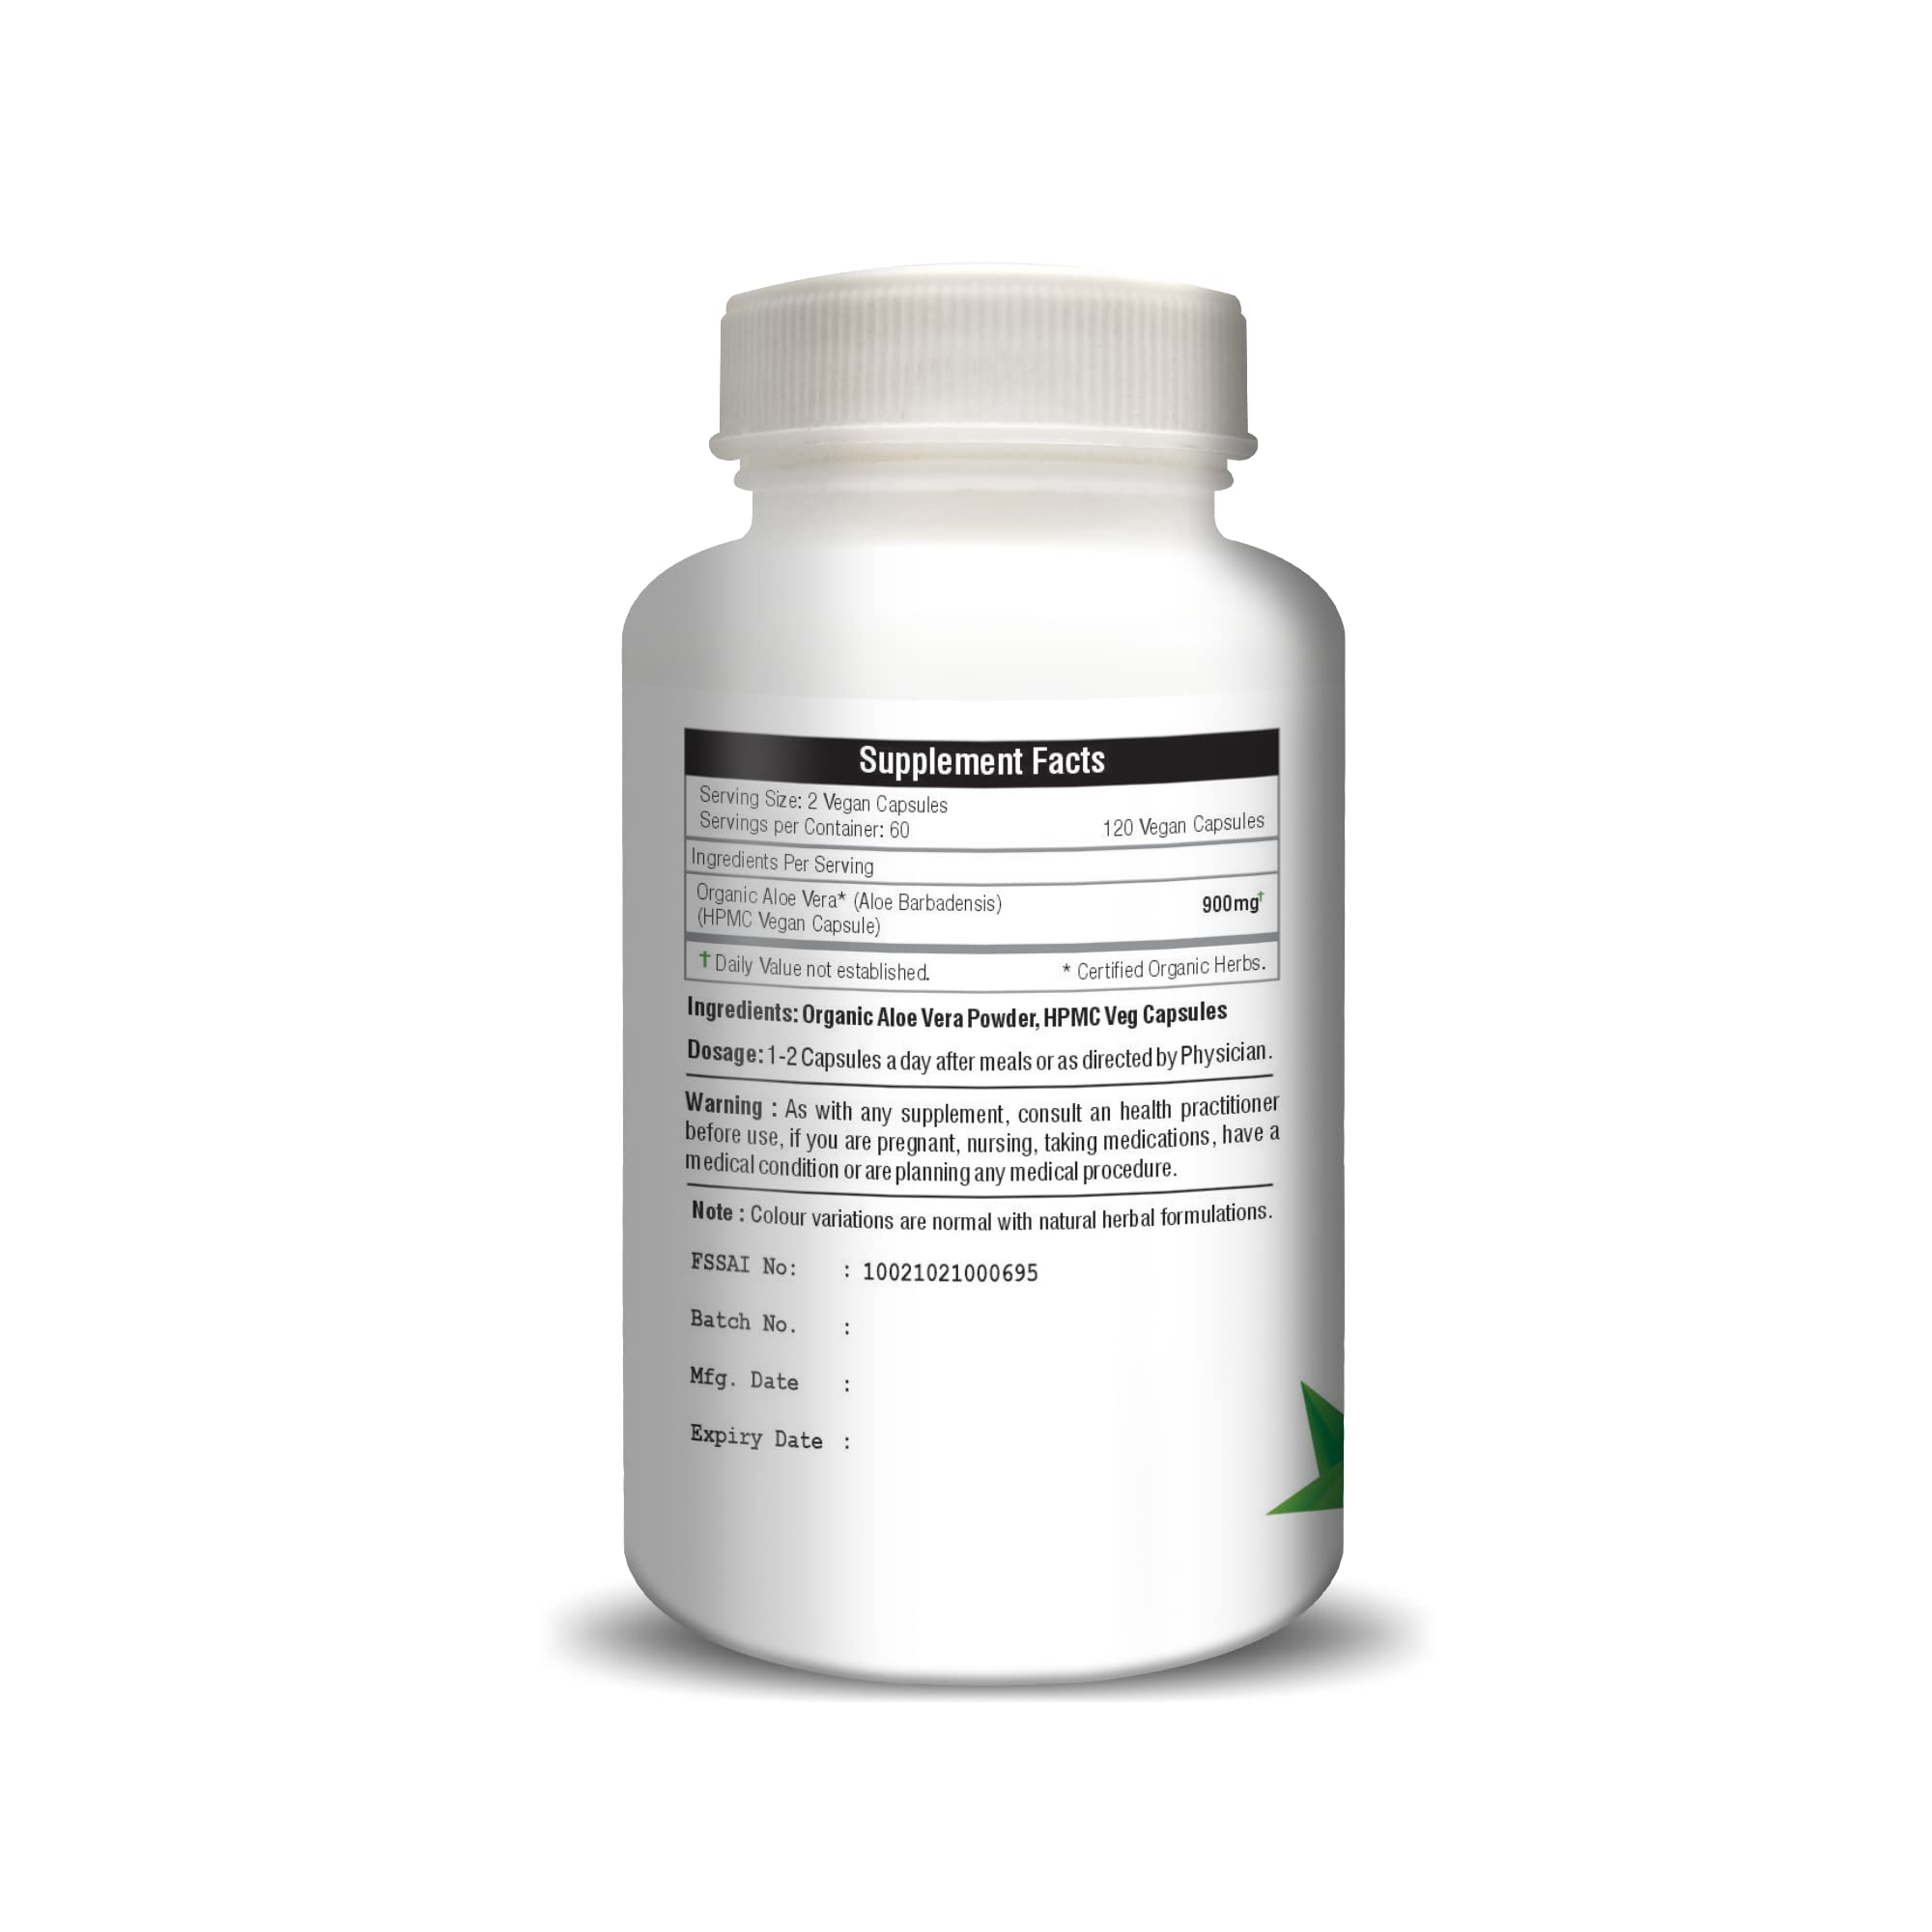 Supplement Facts
Serving Size: 2 Vegan Capsules
Servings per Container: 60 120 Vegan Capsules
Ingredients Per Serving
Organic Aloe Vera* (Aloe Barbadensis) 900mg†
(HPMC Vegan Capsule)
† Daily Value not established. * Certified Organic Herbs.
Ingredients: Organic Aloe Vera Powder, HPMC Veg Capsules
Dosage: 1-2 Capsules a day after meals or as directed by Physician.
Warning : As with any supplement, consult an health practitioner
before use, if you are pregnant, nursing, taking medications, have a
medical condition or are planning any medical procedure.
Note : Colour variations are normal with natural herbal formulations.
FSSAI No: : 10021021000695
Batch No. :
Mfg. Date :
Expiry Date :